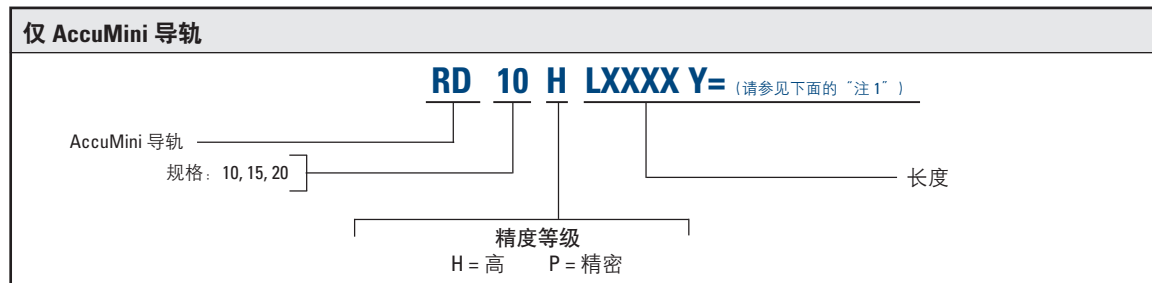 仅 AccuMini 导轨
RD 10 H LXXXX Y= (请参见下面的“注1”)
AccuMini 导轨
规格：10, 15, 20
长度
精度等级
H = 高 P = 精密